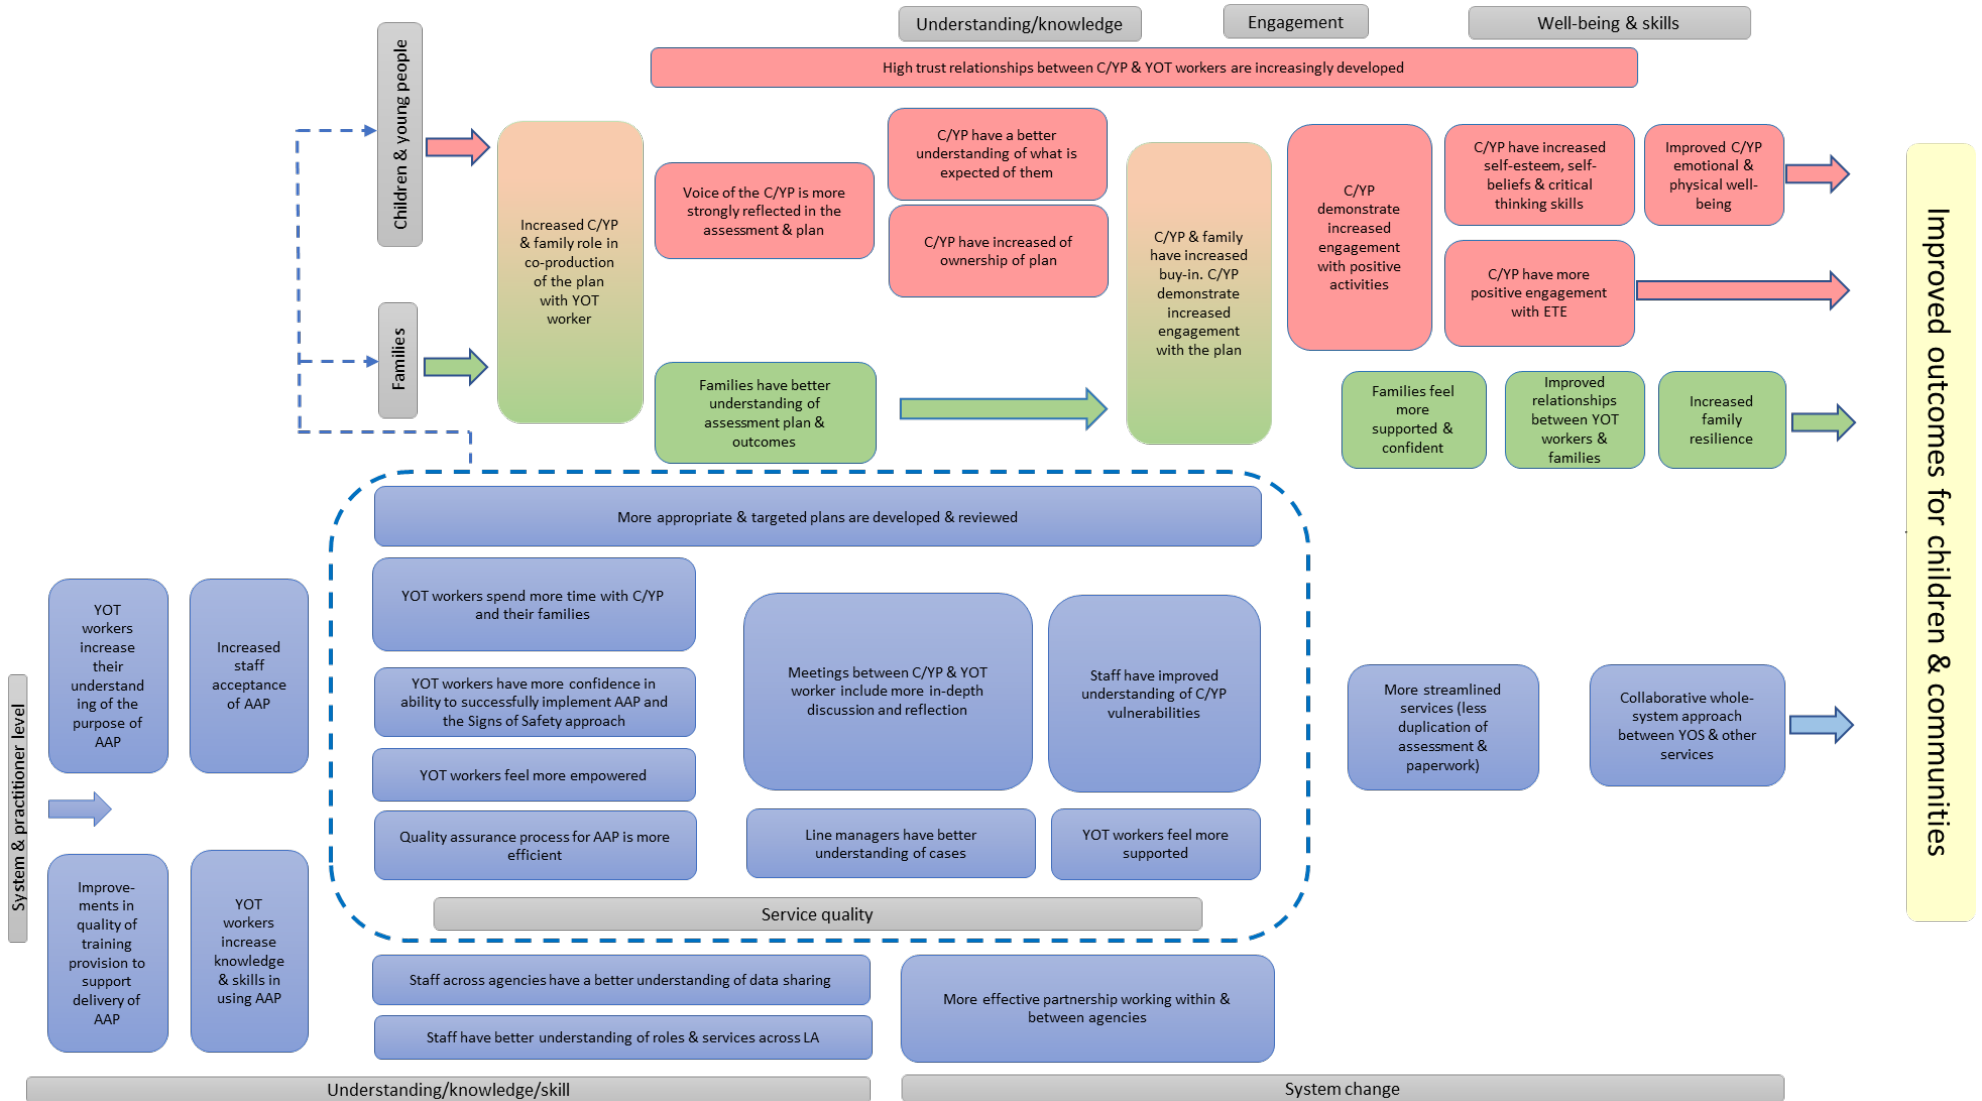 Understanding/knowledge
Engagement
Well-being & skills
High trust relationships between C/YP & YOT workers are increasingly developed
Children & young people
Families
Increased C/YP
& family role in
co-production
of the plan
with YOT
worker
Voice of the C/YP is more
strongly reflected in the
assessment & plan
C/YP have a better
understanding of what is
expected of them
C/YP have increased of
ownership of plan
C/YP & family
have increased
buy-in. C/YP
demonstrate
increased
engagement
with the plan
C/YP
demonstrate
increased
engagement
with positive
activities
C/YP have increased
self-esteem, self-
beliefs & critical
thinking skills
Improved C/YP
emotional &
physical well-
being
C/YP have more
positive engagement
with ETE
Families have better
understanding of
assessment plan &
outcomes
Families feel
more
supported &
confident
Improved
relationships
between YOT
workers &
families
Increased
family
resilience
Improved outcomes for children & communities
System & practitioner level
YOT
workers
increase
their
understand
ing of the
purpose of
AAP
Increased
staff
acceptance
of AAP
Improve-
ments in
quality of
training
provision to
support
delivery of
AAP
YOT
workers
increase
knowledge
& skills in
using AAP
More appropriate & targeted plans are developed & reviewed
YOT workers spend more time with C/YP
and their families
YOT workers have more confidence in
ability to successfully implement AAP and
the Signs of Safety approach
YOT workers feel more empowered
Quality assurance process for AAP is more
efficient
Meetings between C/YP & YOT
worker include more in-depth
discussion and reflection
Staff have improved
understanding of C/YP
vulnerabilities
Line managers have better
understanding of cases
YOT workers feel more
supported
Service quality
More streamlined
services (less
duplication of
assessment &
paperwork)
Collaborative whole-
system approach
between YOS & other
services
Staff across agencies have a better understanding of data sharing
Staff have better understanding of roles & services across LA
More effective partnership working within &
between agencies
Understanding/knowledge/skill
System change